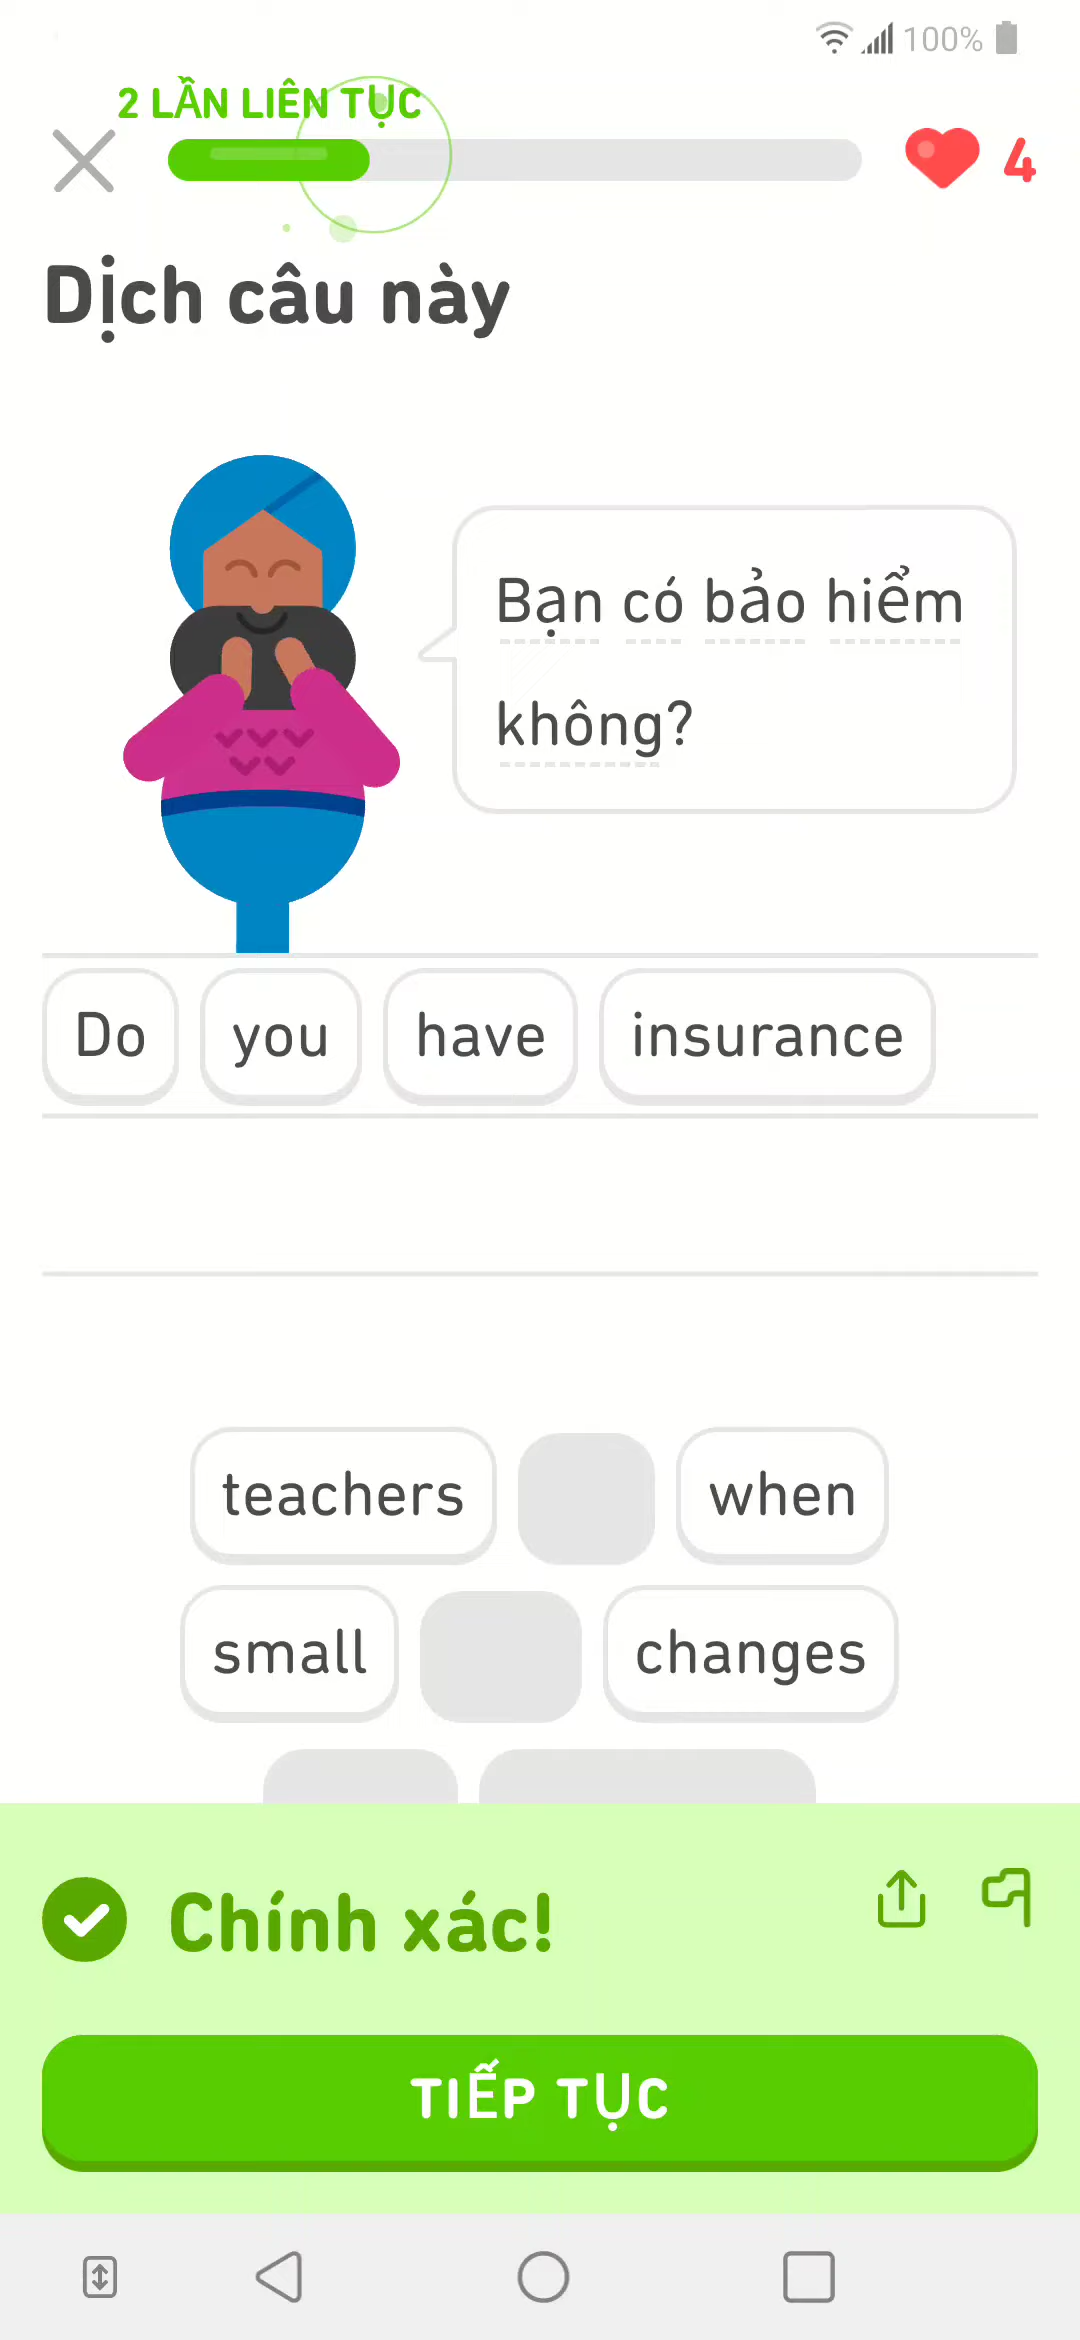 100%
2 LẦN LIÊN TỤC
4
Dịch câu này
Bạn có bảo hiểm
không?
Do you have insurance
teachers when
small changes
Chính xác!
TIẾP TỤC